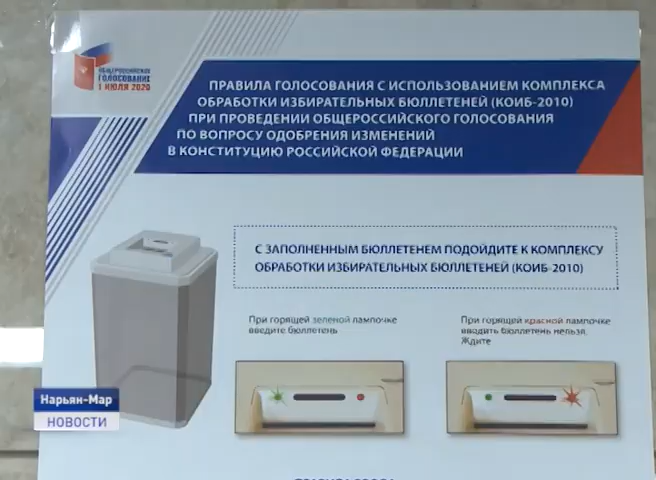 ОБЩЕРОССИЙСКОЕ
ГОЛОСОВАНИЕ
1 ИЮЛЯ 2020
ПРАВИЛА ГОЛОСОВАНИЯ С ИСПОЛЬЗОВАНИЕМ КОМПЛЕКСА
ОБРАБОТКИ ИЗБИРАТЕЛЬНЫХ БЮЛЛЕТЕНЕЙ (КОИБ-2010)
ПРИ ПРОВЕДЕНИИ ОБЩЕРОССИЙСКОГО ГОЛОСОВАНИЯ
ПО ВОПРОСУ ОДОБРЕНИЯ ИЗМЕНЕНИЙ
В КОНСТИТУЦИЮ РОССИЙСКОЙ ФЕДЕРАЦИИ
С ЗАПОЛНЕННЫМ БЮЛЛЕТЕНЕМ ПОДОЙДИТЕ К КОМПЛЕКСУ
ОБРАБОТКИ ИЗБИРАТЕЛЬНЫХ БЮЛЛЕТЕНЕЙ (КОИБ-2010)
При горящей зеленой лампочке
введите бюллетень
При горящей красной лампочке
вводить бюллетень нельзя.
Ждите
Нарьян-Мар
НОВОСТИ